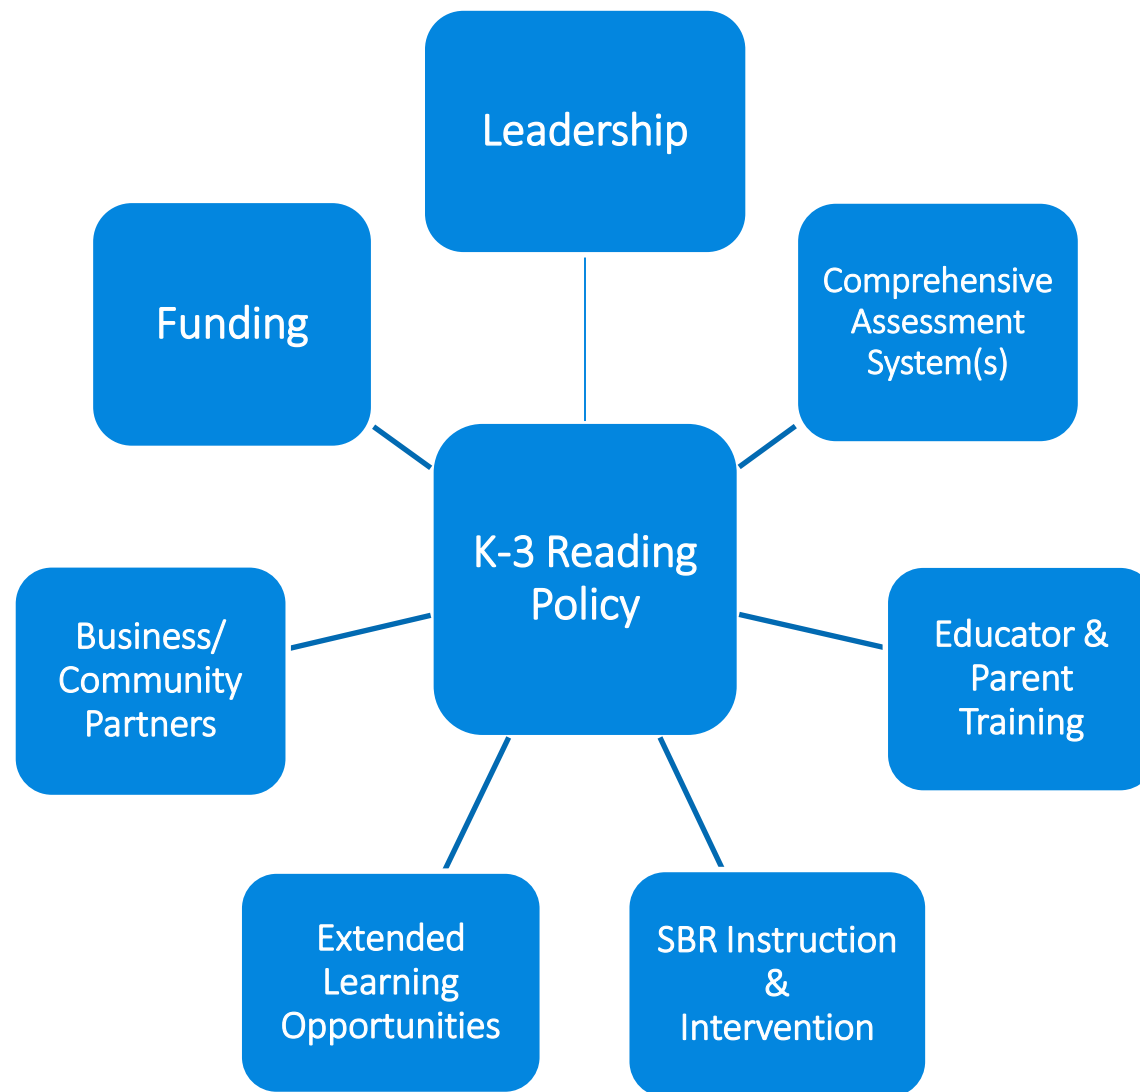 Leadership
Funding
Comprehensive
Assessment
System(s)
K-3 Reading
Policy
Business/
Community
Partners
Educator &
Parent
Training
Extended
Learning
Opportunities
SBR Instruction
&
Intervention